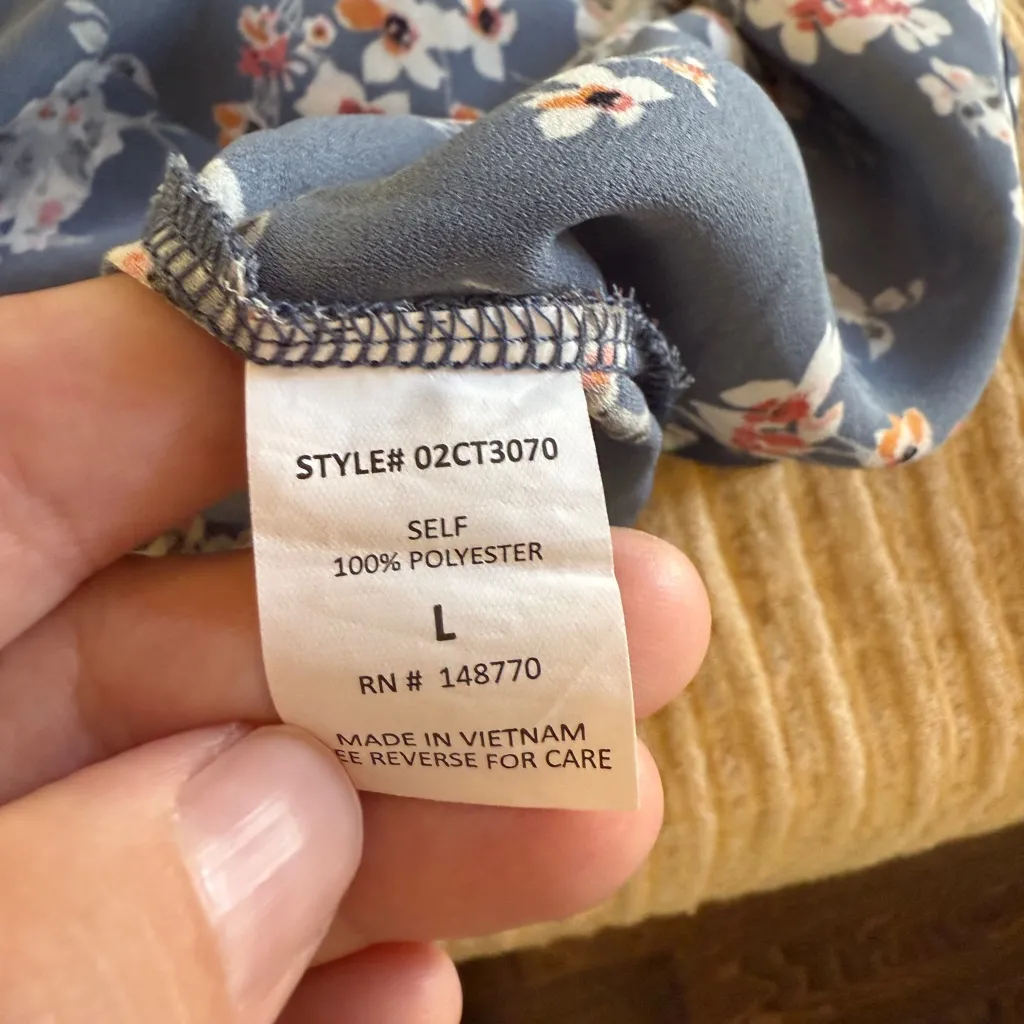 STYLE# 02CT3070
SELF
100% POLYESTER
L
RN # 148770
MADE IN VIETNAM
EE REVERSE FOR CARE